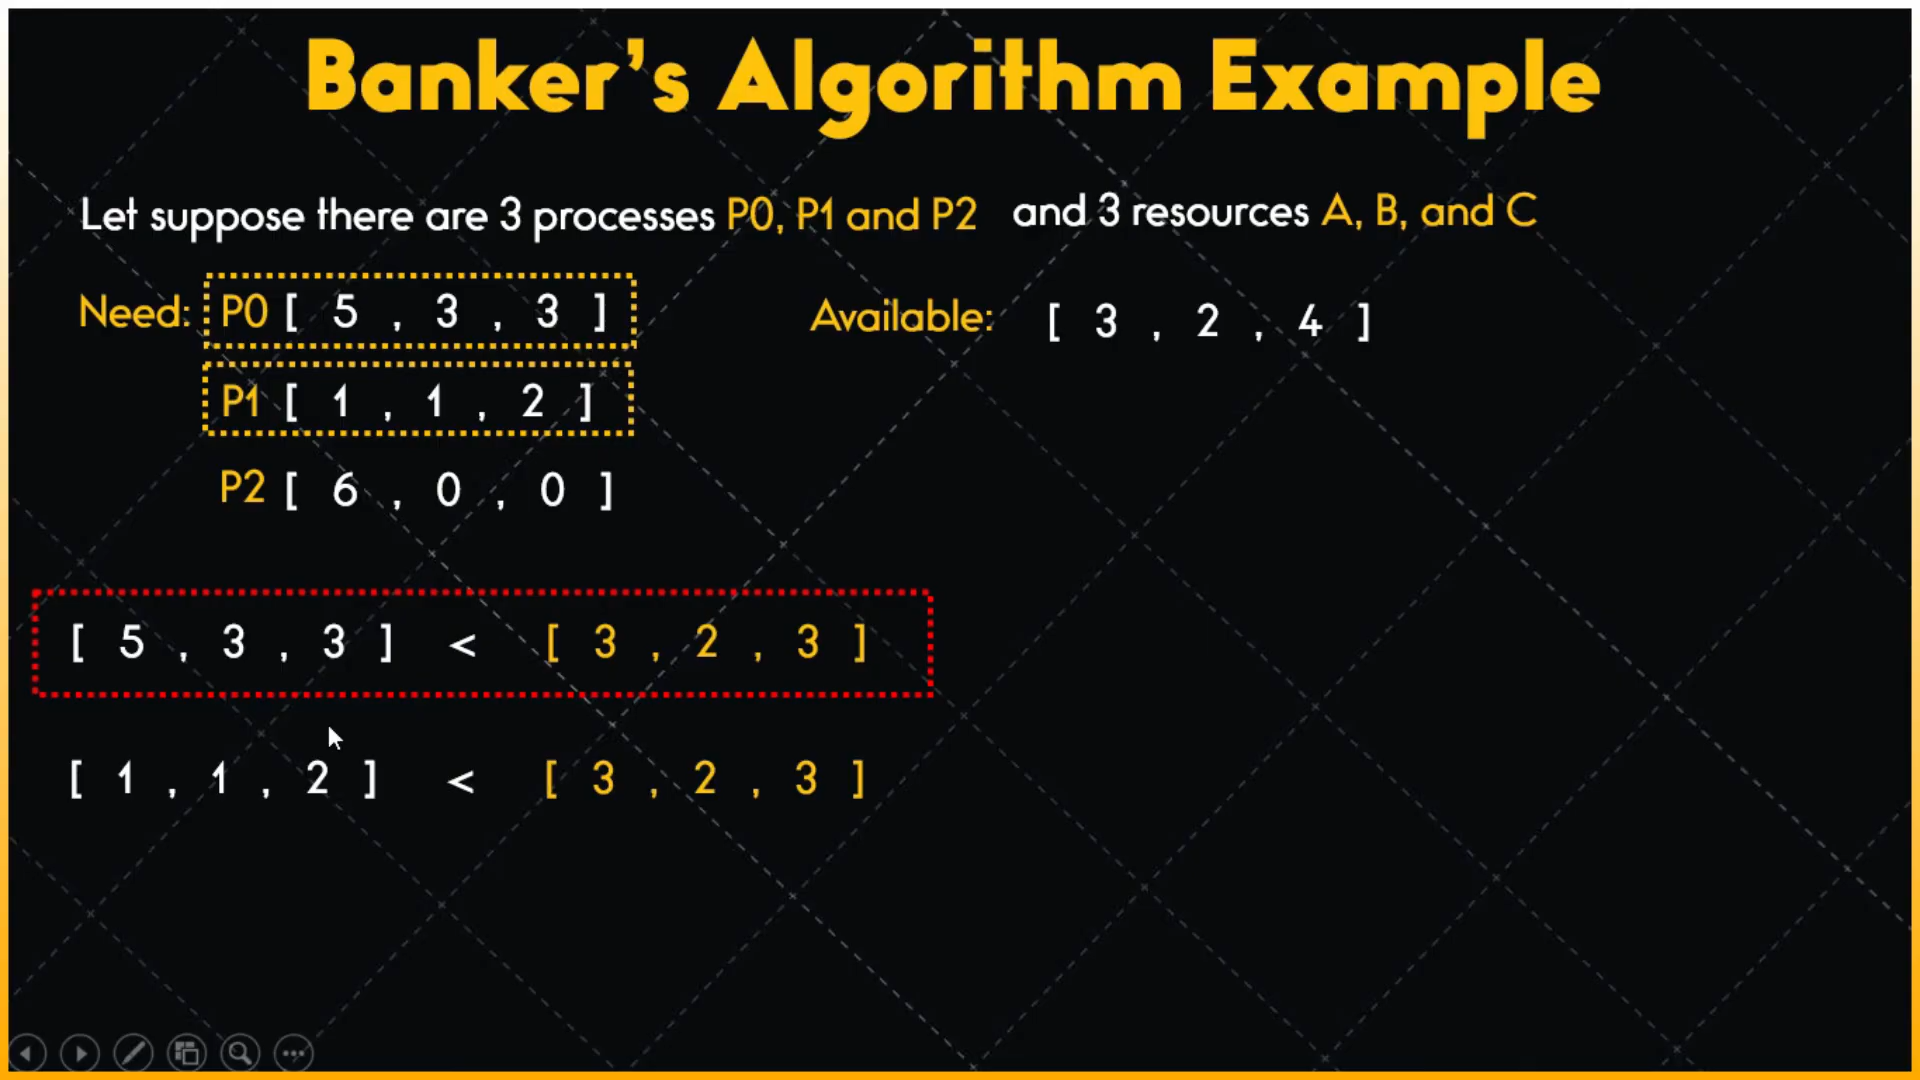 Banker's Algorithm Example
Let suppose there are 3 processes P0, P1 and P2 and 3 resources A, B, and C
Need: P0 [ 5 , 3 , 3 ] Available: [ 3 , 2 , 4 ]
P1 [ 1 , 1 , 2 ]
P2 [ 6 , 0 , 0 ]
[ 5 , 3 , 3 ] < [ 3 , 2 , 3 ]
[ 1 , 1 , 2 ] < [ 3 , 2 , 3 ]